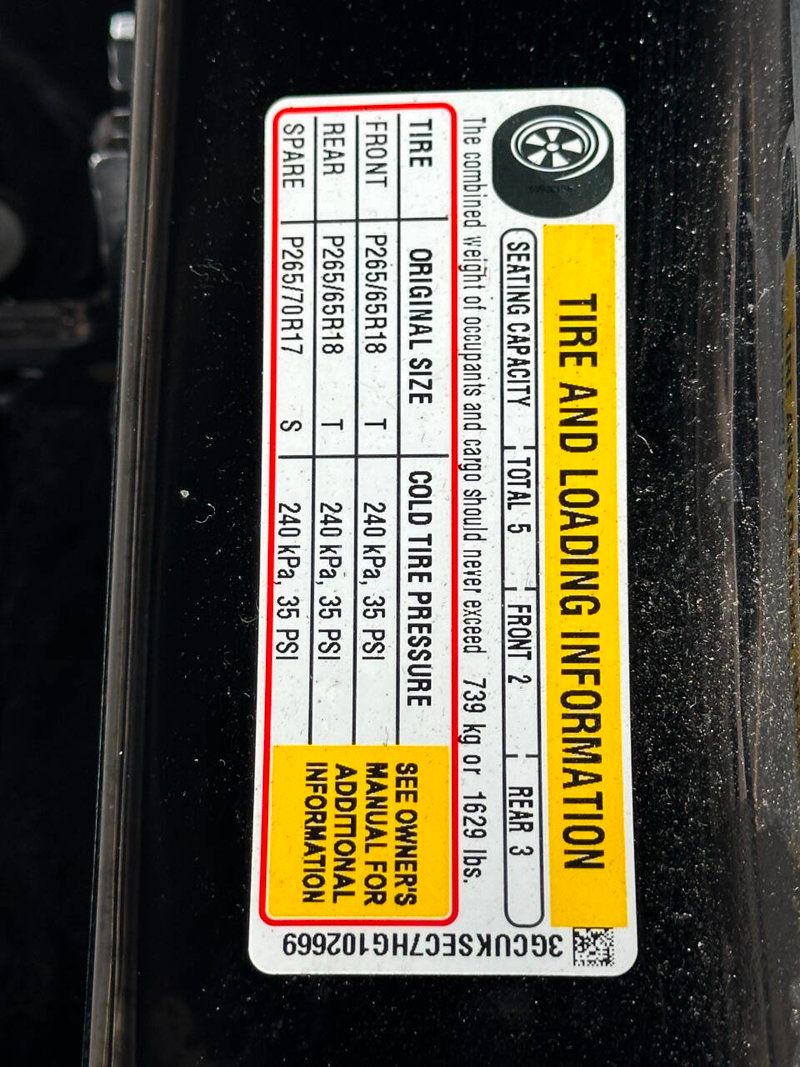 TIRE AND LOADING INFORMATION
SEATING CAPACITY TOTAL 5 FRONT 2 REAR 3
The combined weight of occupants and cargo should never exceed 739 kg or 1629 lbs.
TIRE ORIGINAL SIZE COLD TIRE PRESSURE
FRONT P265/65R18 T 240 kPa, 35 PSI
REAR P265/65R18 T 240 kPa, 35 PSI
SPARE P265/70R17 S 240 kPa, 35 PSI
SEE OWNER'S
MANUAL FOR
ADDITIONAL
INFORMATION
3GCUKSEC7HG102669